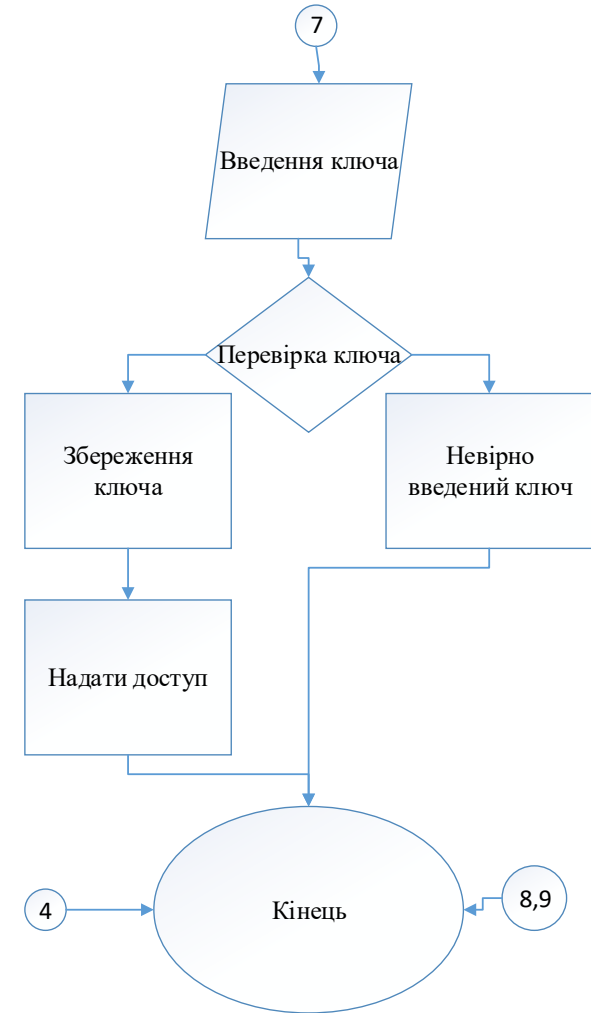 7
Введення ключа
Перевірка ключа
Збереження
ключа
Невірно
введений ключ
Надати доступ
4
Кінець
8,9